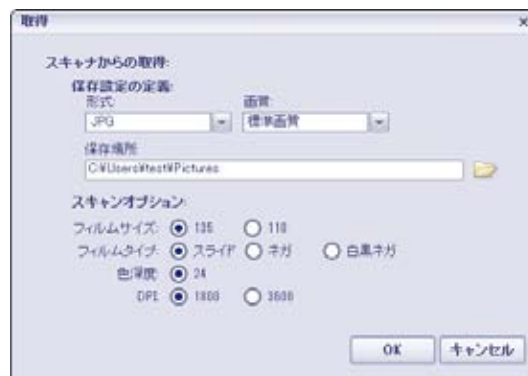 取得
スキャナからの取得:
保存設定の定義:
形式: 画質:
JPG 標準画質
保存場所
C:¥Users¥test¥Pictures
スキャンオプション:
フィルムサイズ: 135 110
フィルムタイプ: スライド ネガ 白黒ネガ
色深度: 24
DPI: 1800 3600
OK キャンセル